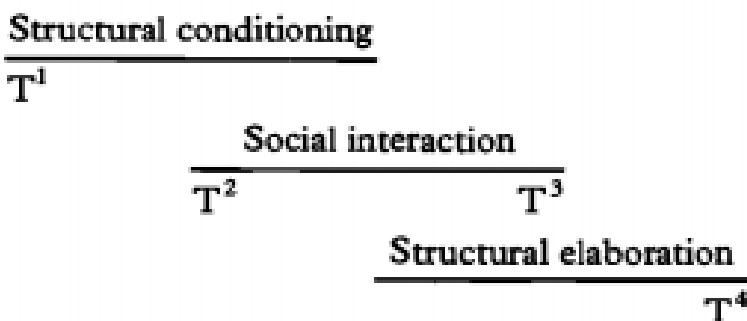 Structural conditioning
T¹
Social interaction
T² T³
Structural elaboration
T⁴